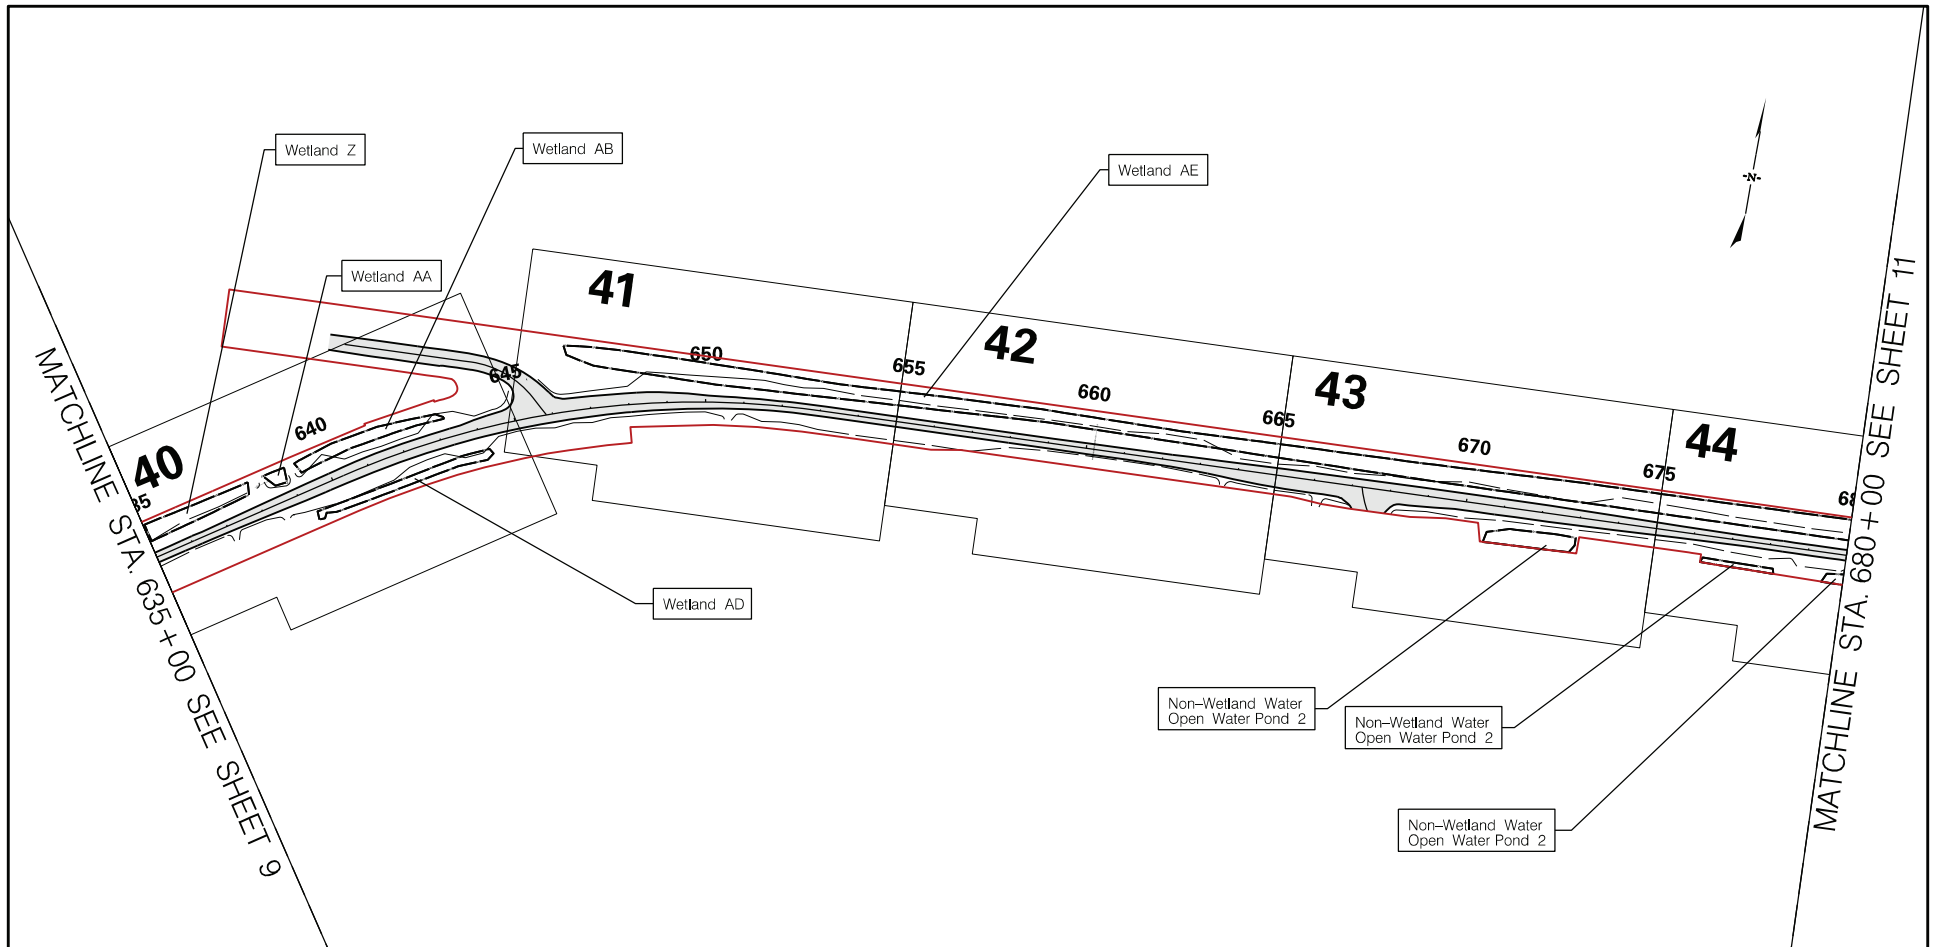 Wetland Z
Wetland AB
Wetland AE
-N-
Wetland AA
41
42
43
44
40
650
655
645
660
665
640
670
675
MATCHLINE STA. 635+00 SEE SHEET 9
MATCHLINE STA. 680+00 SEE SHEET 11
Wetland AD
Non-Wetland Water
Open Water Pond 2
Non-Wetland Water
Open Water Pond 2
Non-Wetland Water
Open Water Pond 2